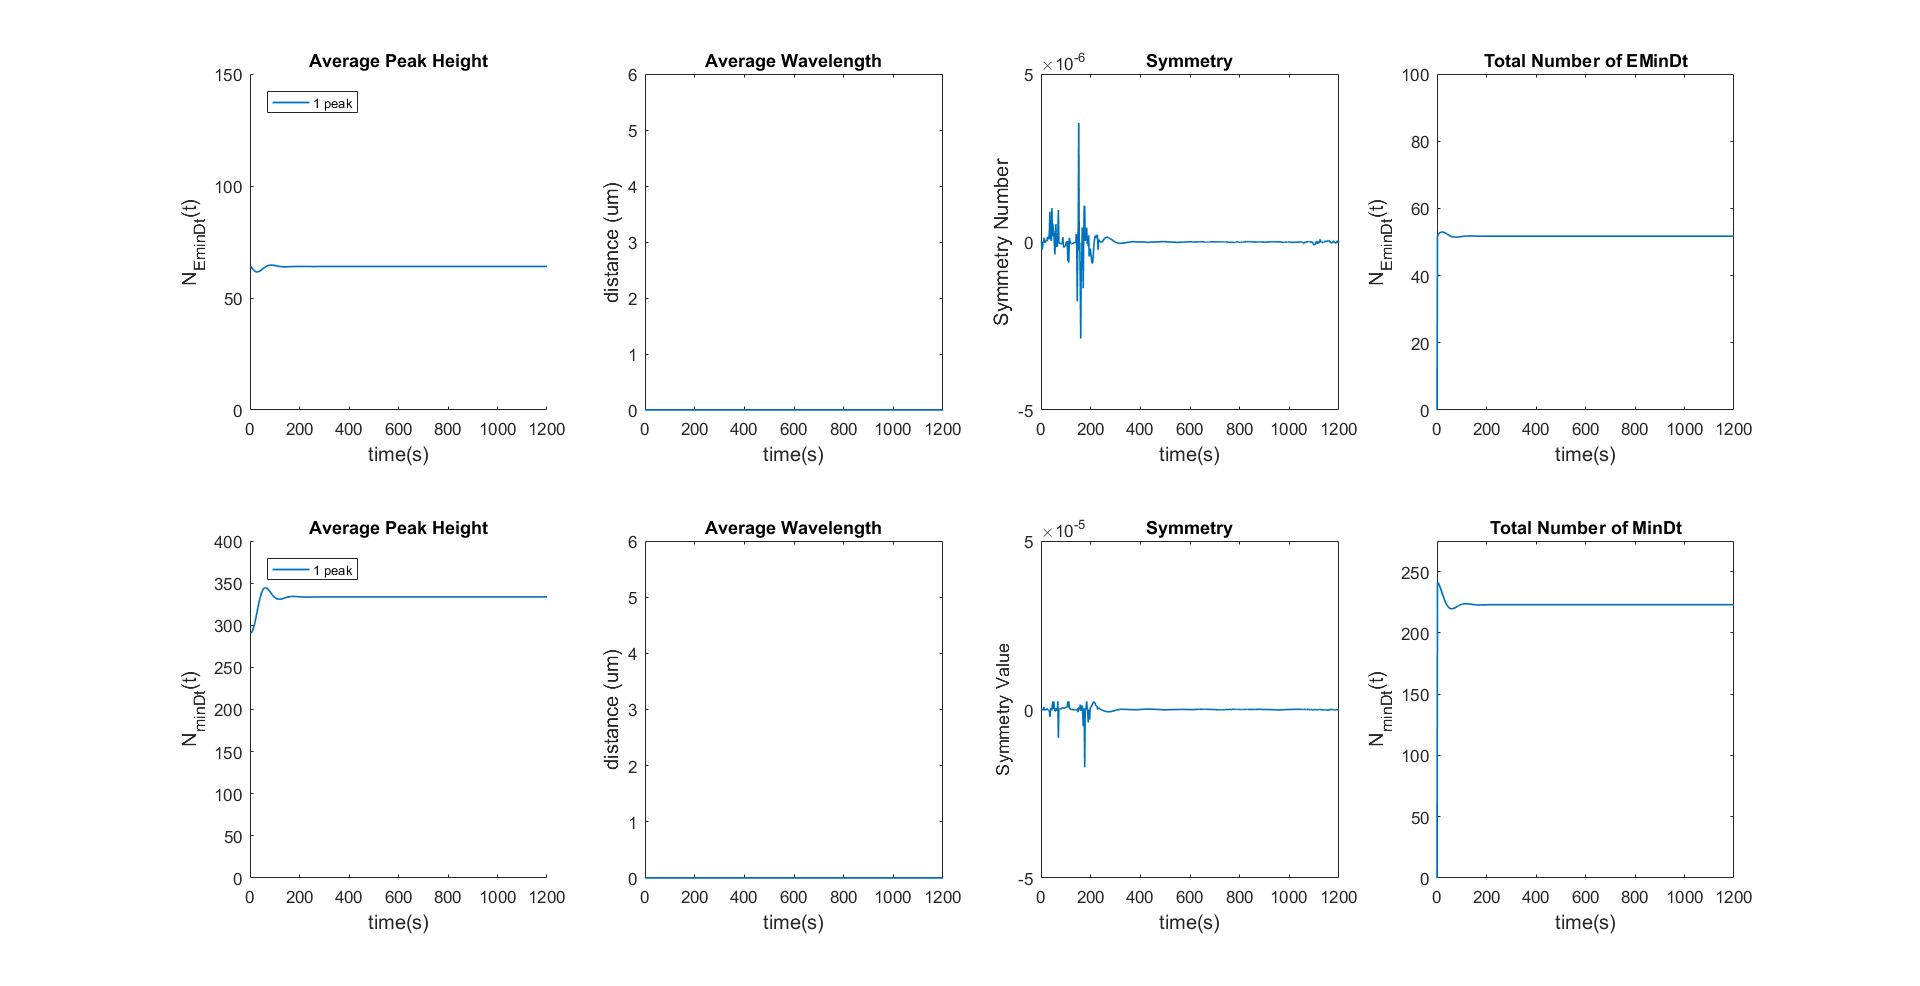 Average Peak Height
150
100
50
0
N_EminDt(t)
1 peak
0 200 400 600 800 1000 1200
time(s)
Average Wavelength
6
5
4
3
2
1
0
distance (um)
0 200 400 600 800 1000 1200
time(s)
Symmetry
×10^-6
5
0
-5
Symmetry Number
0 200 400 600 800 1000 1200
time(s)
Total Number of EMinDt
100
80
60
40
20
0
N_EminDt(t)
0 200 400 600 800 1000 1200
time(s)
Average Peak Height
400
350
300
250
200
150
100
50
0
N_minDt(t)
1 peak
0 200 400 600 800 1000 1200
time(s)
Average Wavelength
6
5
4
3
2
1
0
distance (um)
0 200 400 600 800 1000 1200
time(s)
Symmetry
×10^-5
5
0
-5
Symmetry Value
0 200 400 600 800 1000 1200
time(s)
Total Number of MinDt
250
200
150
100
50
0
N_minDt(t)
0 200 400 600 800 1000 1200
time(s)